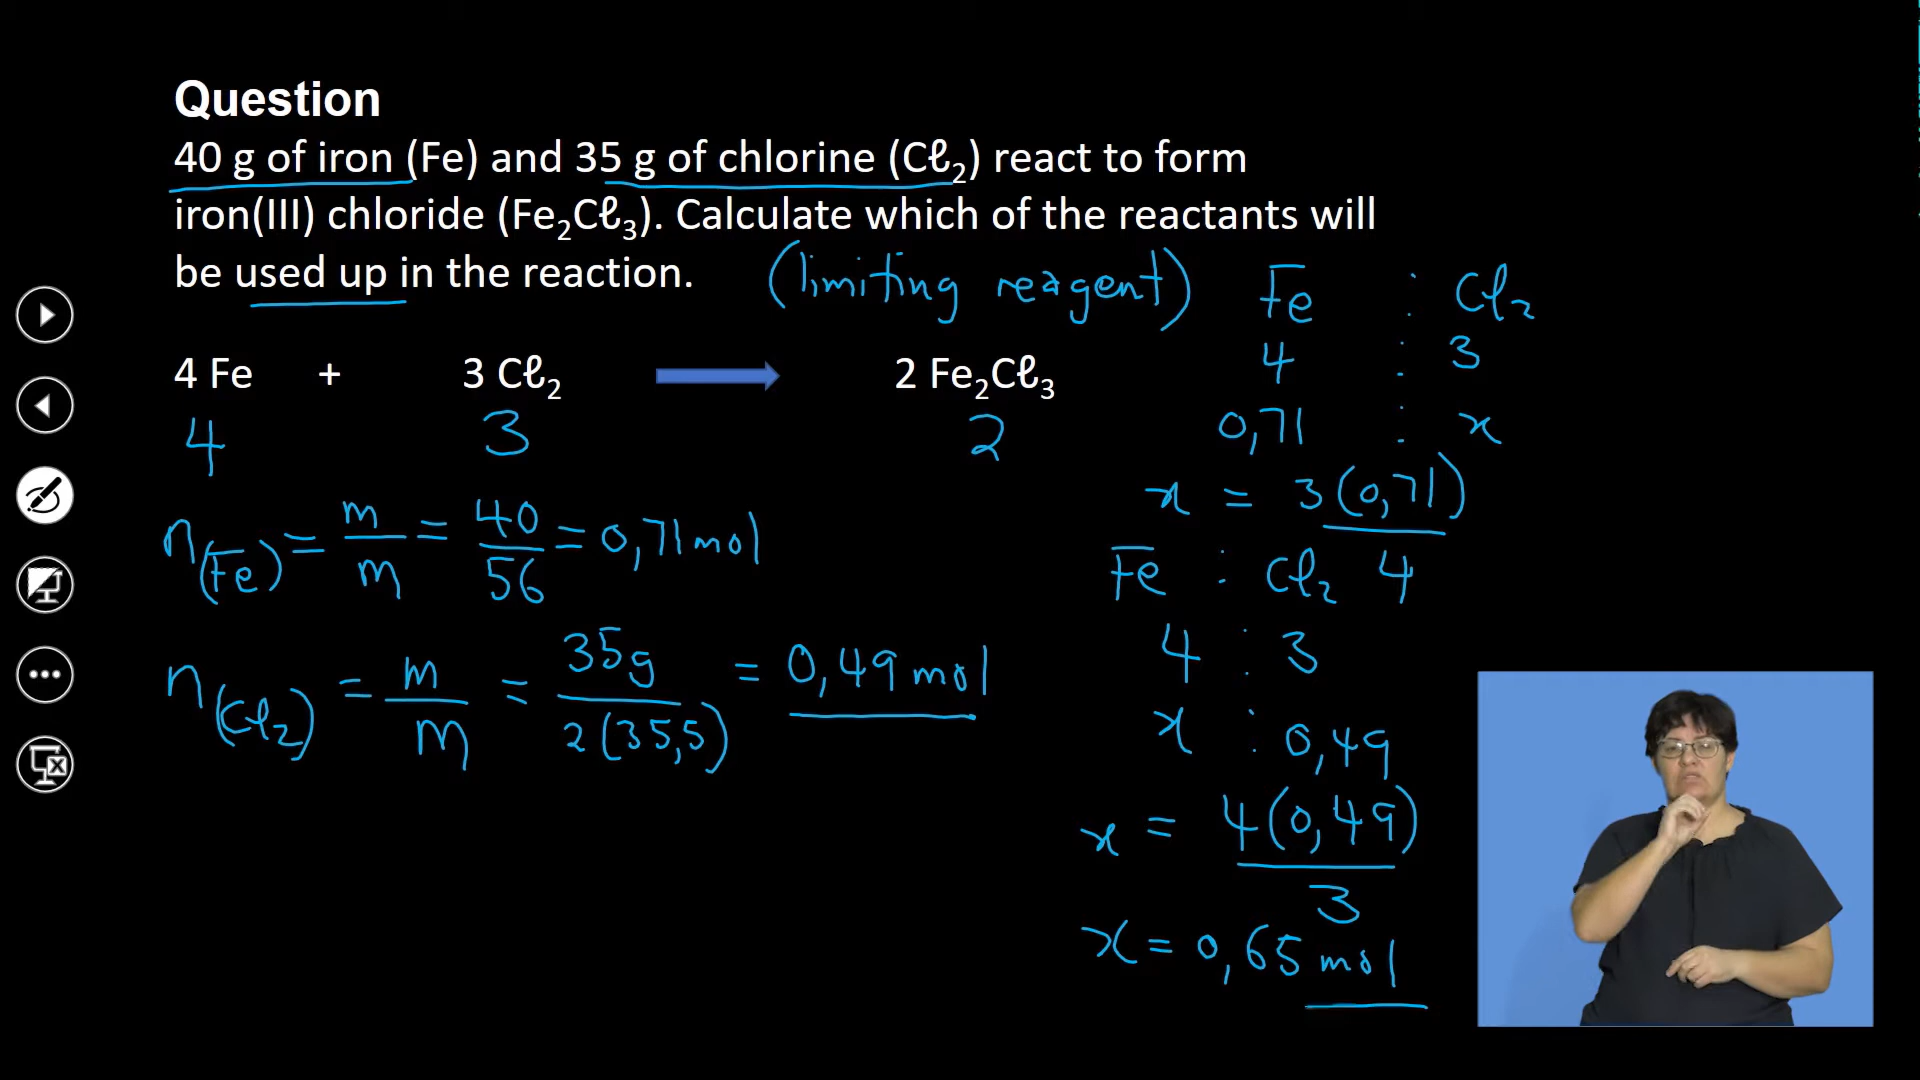 Question
40 g of iron (Fe) and 35 g of chlorine (Cℓ₂) react to form
iron(III) chloride (Fe₂Cℓ₃). Calculate which of the reactants will
be used up in the reaction.
(limiting reagent)
4 Fe + 3 Cℓ₂ 2 Fe₂Cℓ₃
4 3 2
n(Fe) = m/m = 40/56 = 0,71 mol
n(Cl₂) = m/m = 35g/2(35,5) = 0,49 mol
Fe : Cl₂
4 : 3
0,71 : x
x = 3(0,71)/4
Fe : Cl₂
4 : 3
x : 0,49
x = 4(0,49)/3
x = 0,65 mol